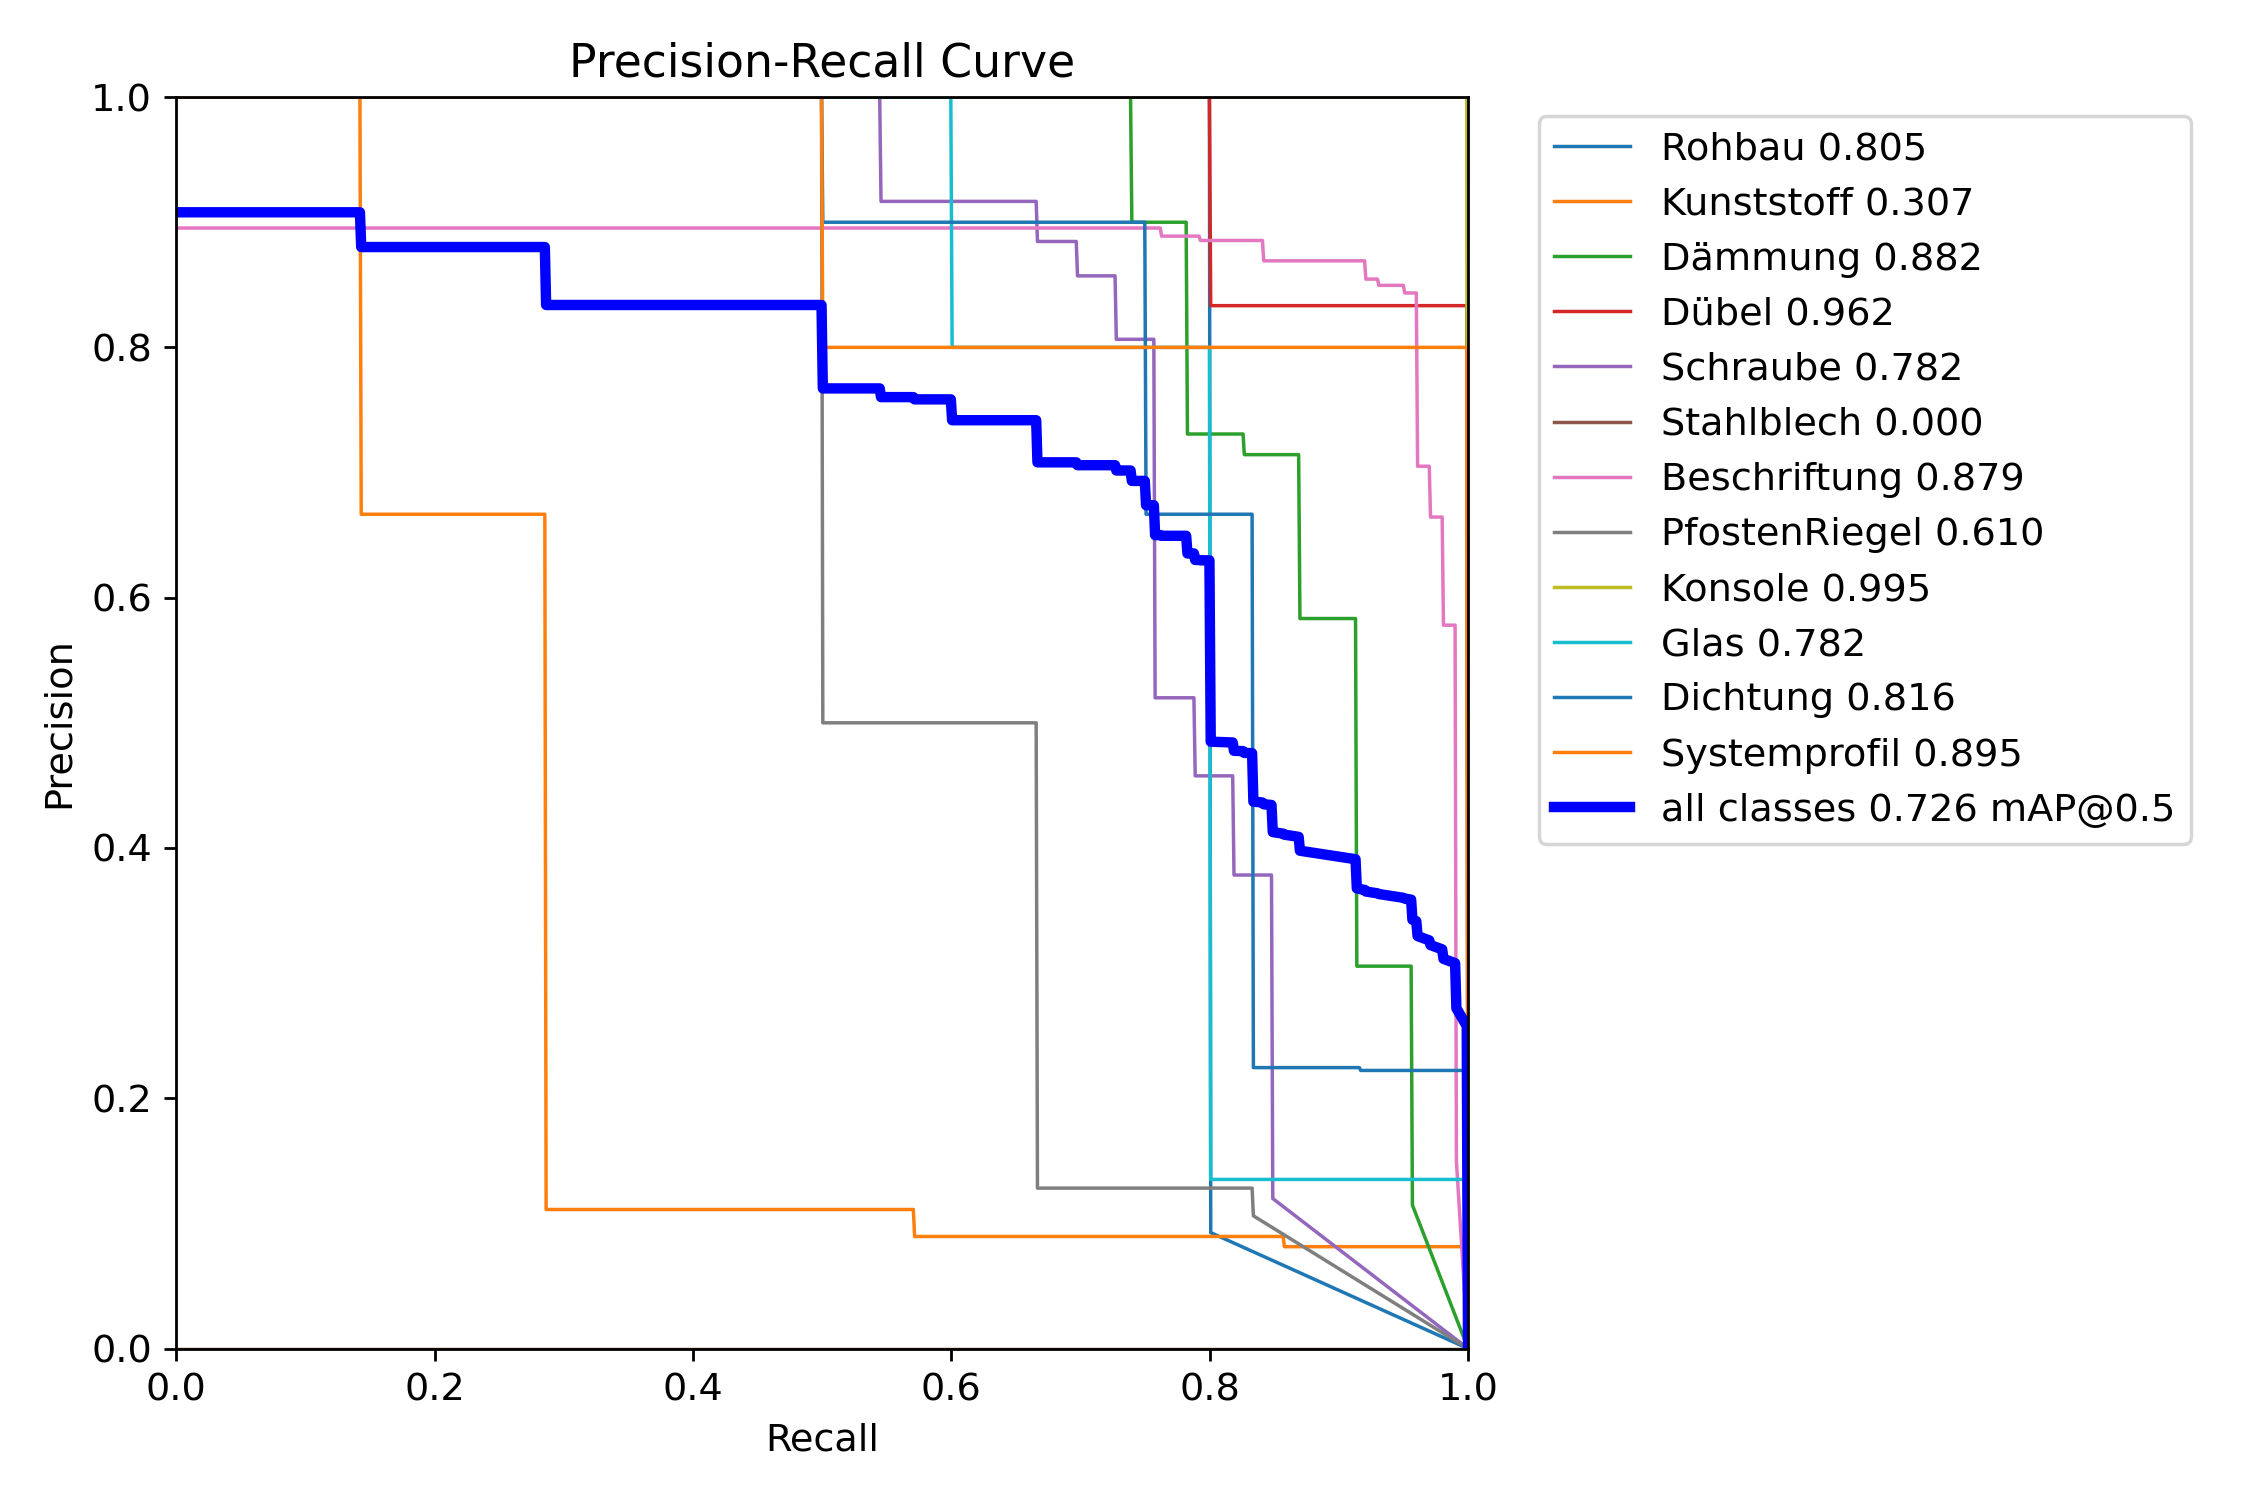 Precision-Recall Curve
1.0
0.8
0.6
0.4
0.2
0.0
Precision
0.0 0.2 0.4 0.6 0.8 1.0
Recall
Rohbau 0.805
Kunststoff 0.307
Dämmung 0.882
Dübel 0.962
Schraube 0.782
Stahlblech 0.000
Beschriftung 0.879
PfostenRiegel 0.610
Konsole 0.995
Glas 0.782
Dichtung 0.816
Systemprofil 0.895
all classes 0.726 mAP@0.5